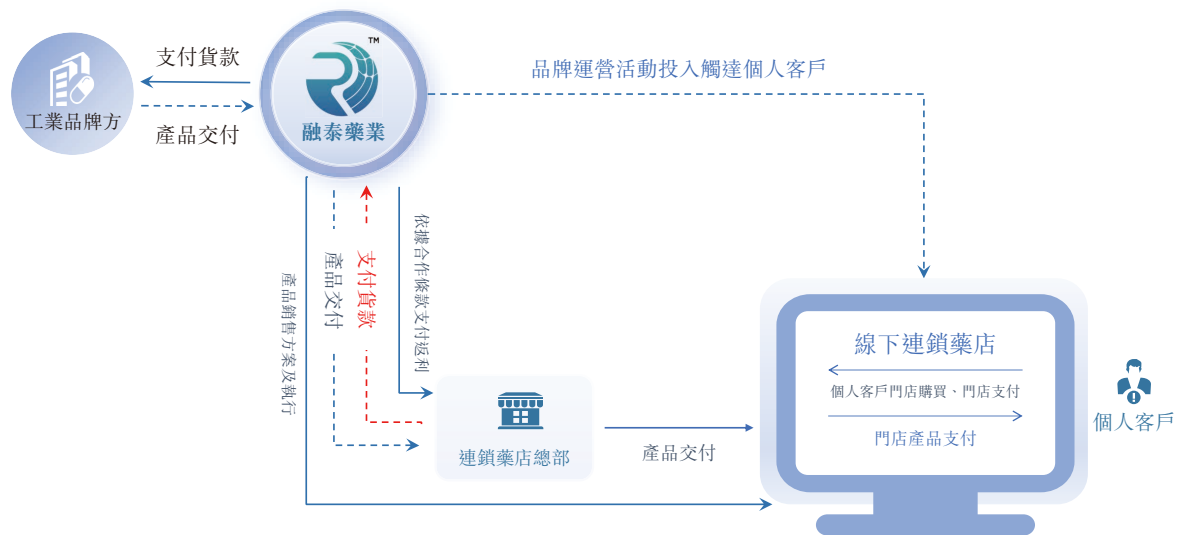 支付貨款
工業品牌方
產品交付
TM
融泰藥業
品牌運營活動投入觸達個人客戶
產品銷售方案及執行
產品交付
支付貨款
依據合作條款支付返利
連鎖藥店總部
產品交付
線下連鎖藥店
個人客戶門店購買、門店支付
門店產品支付
個人客戶